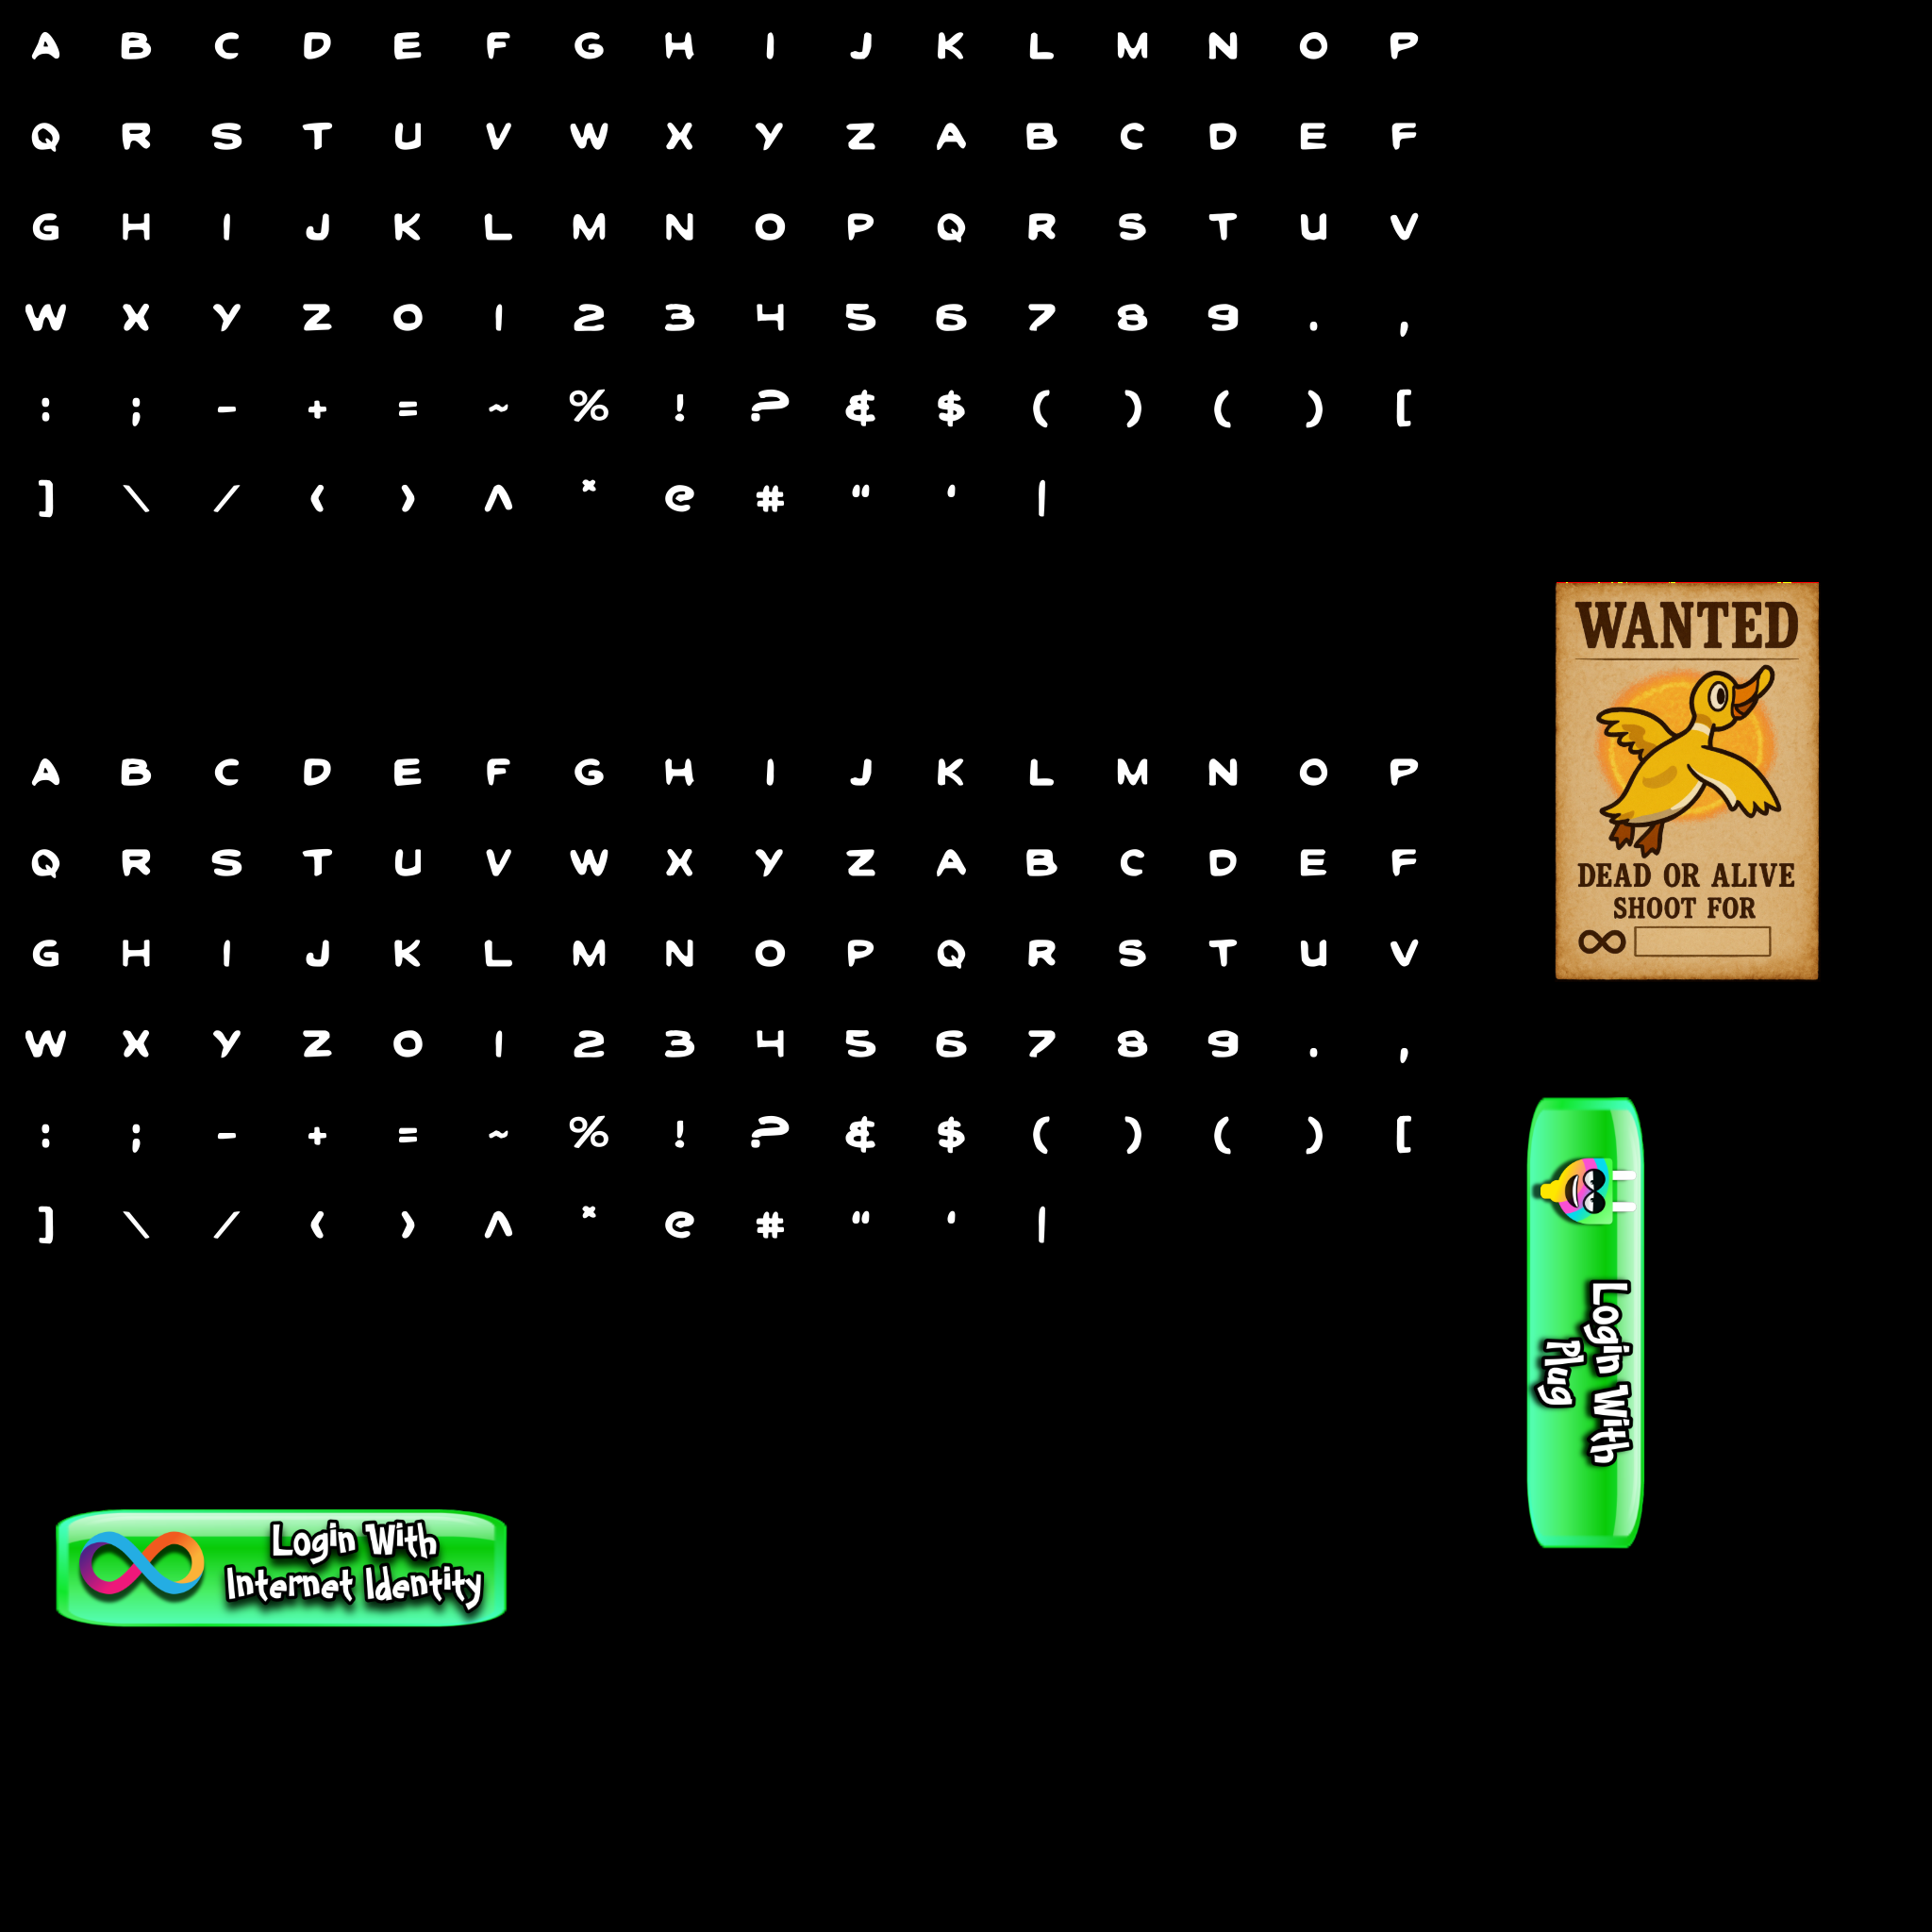 A B C D E F G H I J K L M N O P
Q R S T U V W X Y Z A B C D E F
G H I J K L M N O P Q R S T U V
W X Y Z 0 1 2 3 4 5 6 7 8 9 . ,
: ; - + = ~ % ! ? & $ ( ) ( ) [
] \ / < > ^ * @ # " ' |
WANTED
DEAD OR ALIVE
SHOOT FOR
∞
A B C D E F G H I J K L M N O P
Q R S T U V W X Y Z A B C D E F
G H I J K L M N O P Q R S T U V
W X Y Z 0 1 2 3 4 5 6 7 8 9 . ,
: ; - + = ~ % ! ? & $ ( ) ( ) [
] \ / < > ^ * @ # " ' |
Login With
Plug
Login With
Internet Identity